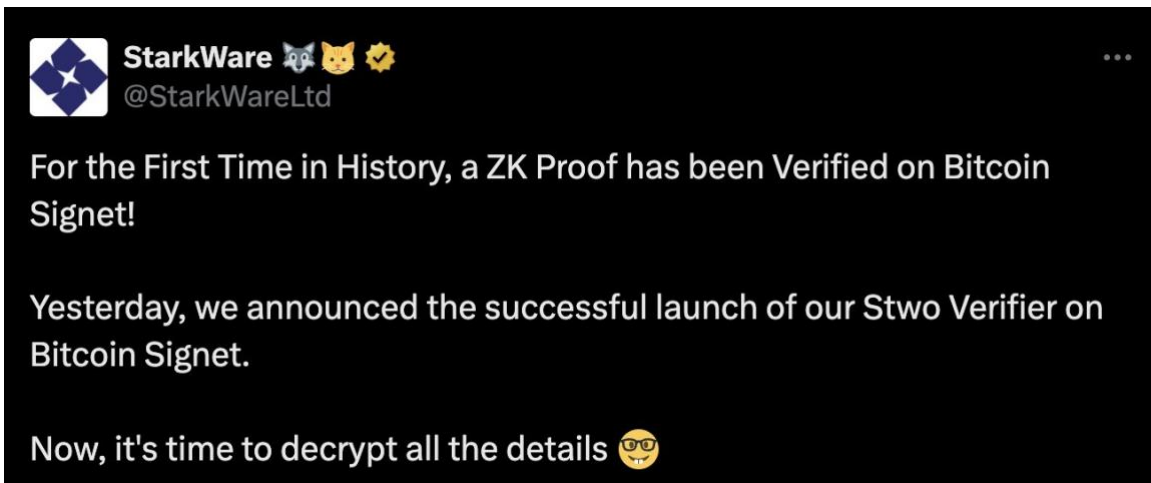 StarkWare 🐺🐱
@StarkWareLtd
For the First Time in History, a ZK Proof has been Verified on Bitcoin
Signet!
Yesterday, we announced the successful launch of our Stwo Verifier on
Bitcoin Signet.
Now, it's time to decrypt all the details 🤓